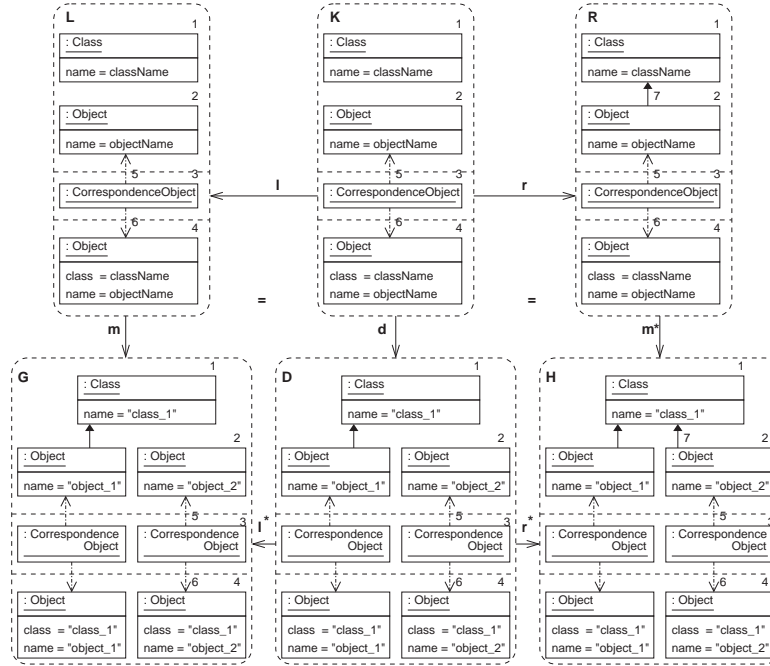 L
1
: Class
name = className
2
: Object
name = objectName
5
3
: CorrespondenceObject
6
4
: Object
class = className
name = objectName
K
1
: Class
name = className
2
: Object
name = objectName
5
3
: CorrespondenceObject
6
4
: Object
class = className
name = objectName
R
1
: Class
name = className
7
2
: Object
name = objectName
5
3
: CorrespondenceObject
6
4
: Object
class = className
name = objectName
l
r
=
=
m
d
m*
G
1
: Class
name = "class_1"
2
: Object
: Object
name = "object_1"
name = "object_2"
5
3
: Correspondence
Object
: Correspondence
Object
6
4
: Object
: Object
class = "class_1"
name = "object_1"
class = "class_1"
name = "object_2"
l*
D
1
: Class
name = "class_1"
2
: Object
: Object
name = "object_1"
name = "object_2"
5
3
: Correspondence
Object
: Correspondence
Object
6
4
: Object
: Object
class = "class_1"
name = "object_1"
class = "class_1"
name = "object_2"
r*
H
1
: Class
name = "class_1"
7
2
: Object
: Object
name = "object_1"
name = "object_2"
5
: Correspondence
Object
: Correspondence
Object
6
4
: Object
: Object
class = "class_1"
name = "object_1"
class = "class_1"
name = "object_2"